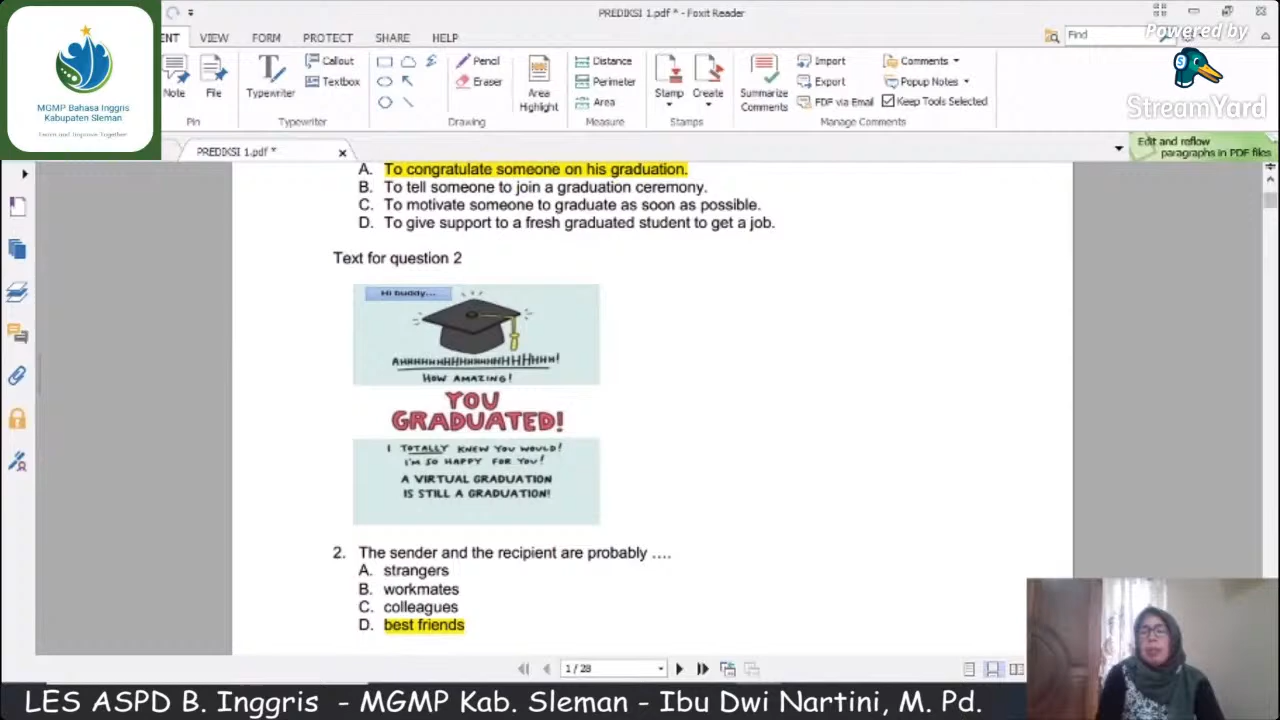 PREDIKSI 1.pdf * - Foxit Reader
ENT VIEW FORM PROTECT SHARE HELP
Find
Powered by
StreamYard
MGMP Bahasa Inggris
Kabupaten Sleman
Learn and Improve Together
Note File Typewriter Callout Textbox Pencil Eraser Area Highlight Distance Perimeter Area Stamp Create Summarize Comments Import Export FDF via Email Comments Popup Notes Keep Tools Selected
Pin Typewriter Drawing Measure Stamps Manage Comments
PREDIKSI 1.pdf *
Edit and reflow
paragraphs in PDF files
A. To congratulate someone on his graduation.
B. To tell someone to join a graduation ceremony.
C. To motivate someone to graduate as soon as possible.
D. To give support to a fresh graduated student to get a job.
Text for question 2
Hi buddy...
HOW AMAZING!
YOU
GRADUATED!
I TOTALLY KNEW YOU WOULD!
I'M SO HAPPY FOR YOU!
A VIRTUAL GRADUATION
IS STILL A GRADUATION!
2. The sender and the recipient are probably ….
A. strangers
B. workmates
C. colleagues
D. best friends
1 / 28
LES ASPD B. Inggris - MGMP Kab. Sleman - Ibu Dwi Nartini, M. Pd.